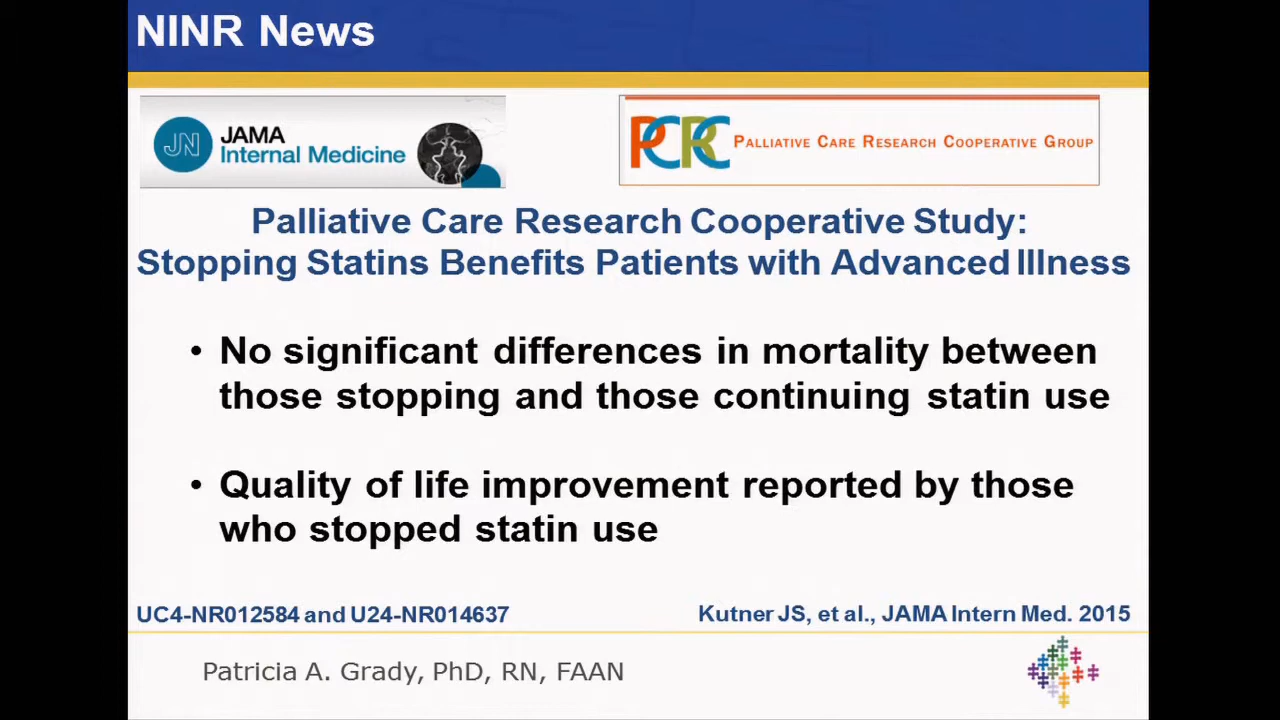 NINR News
JN
JAMA
Internal Medicine
PCRC
PALLIATIVE CARE RESEARCH COOPERATIVE GROUP
Palliative Care Research Cooperative Study:
Stopping Statins Benefits Patients with Advanced Illness
• No significant differences in mortality between
those stopping and those continuing statin use
• Quality of life improvement reported by those
who stopped statin use
UC4-NR012584 and U24-NR014637
Kutner JS, et al., JAMA Intern Med. 2015
Patricia A. Grady, PhD, RN, FAAN